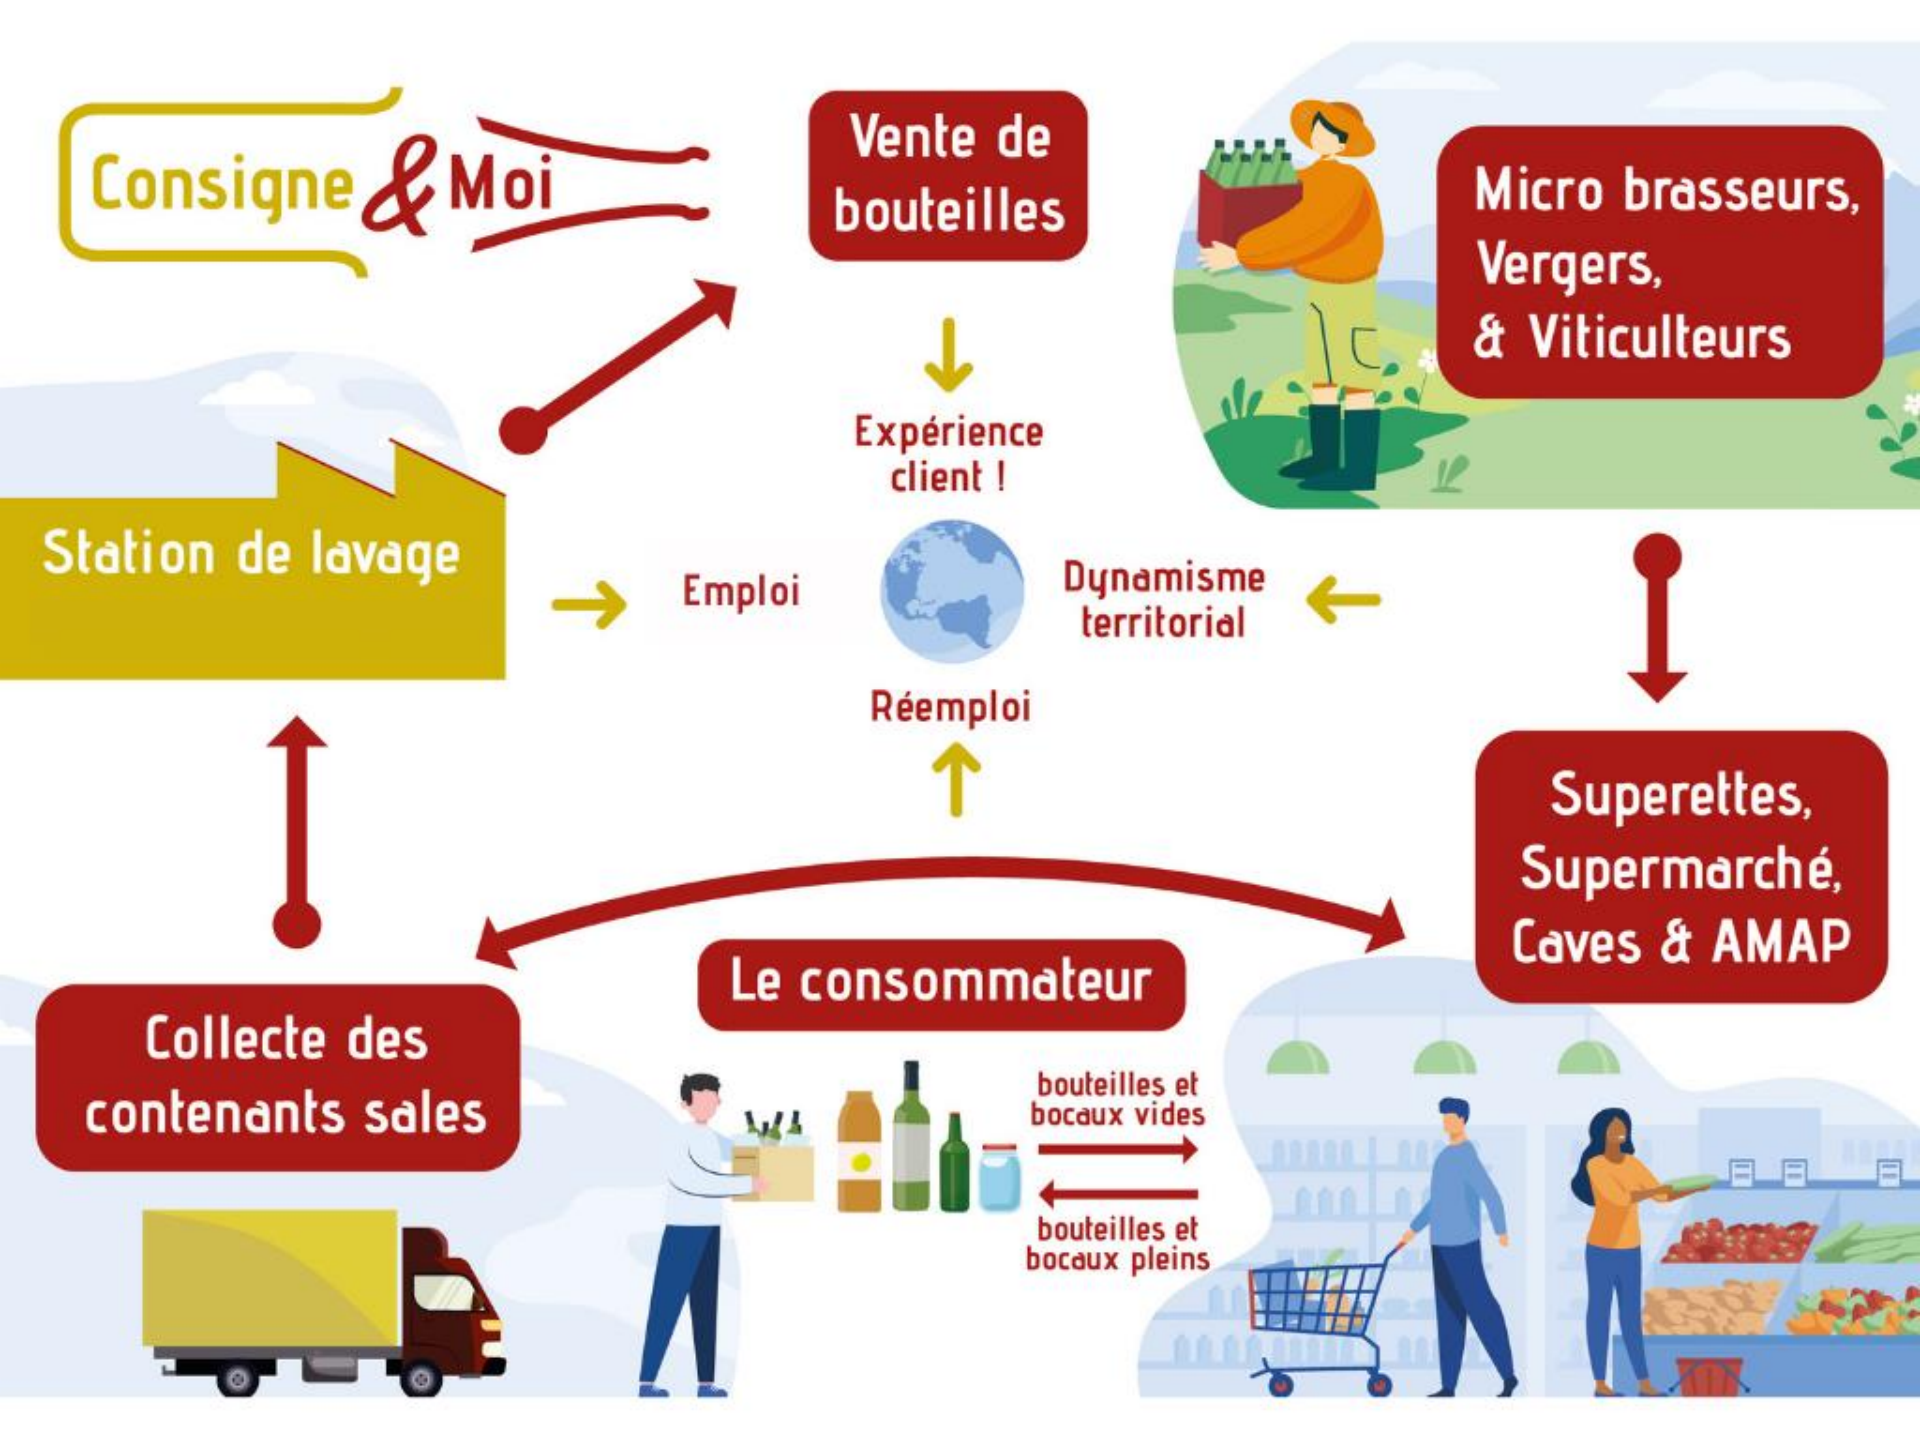 Consigne & Moi
Vente de
bouteilles
Micro brasseurs,
Vergers,
& Viticulteurs
Expérience
client !
Station de lavage
Emploi
Dynamisme
territorial
Réemploi
Superettes,
Supermarché,
Caves & AMAP
Le consommateur
Collecte des
contenants sales
bouteilles et
bocaux vides
bouteilles et
bocaux pleins